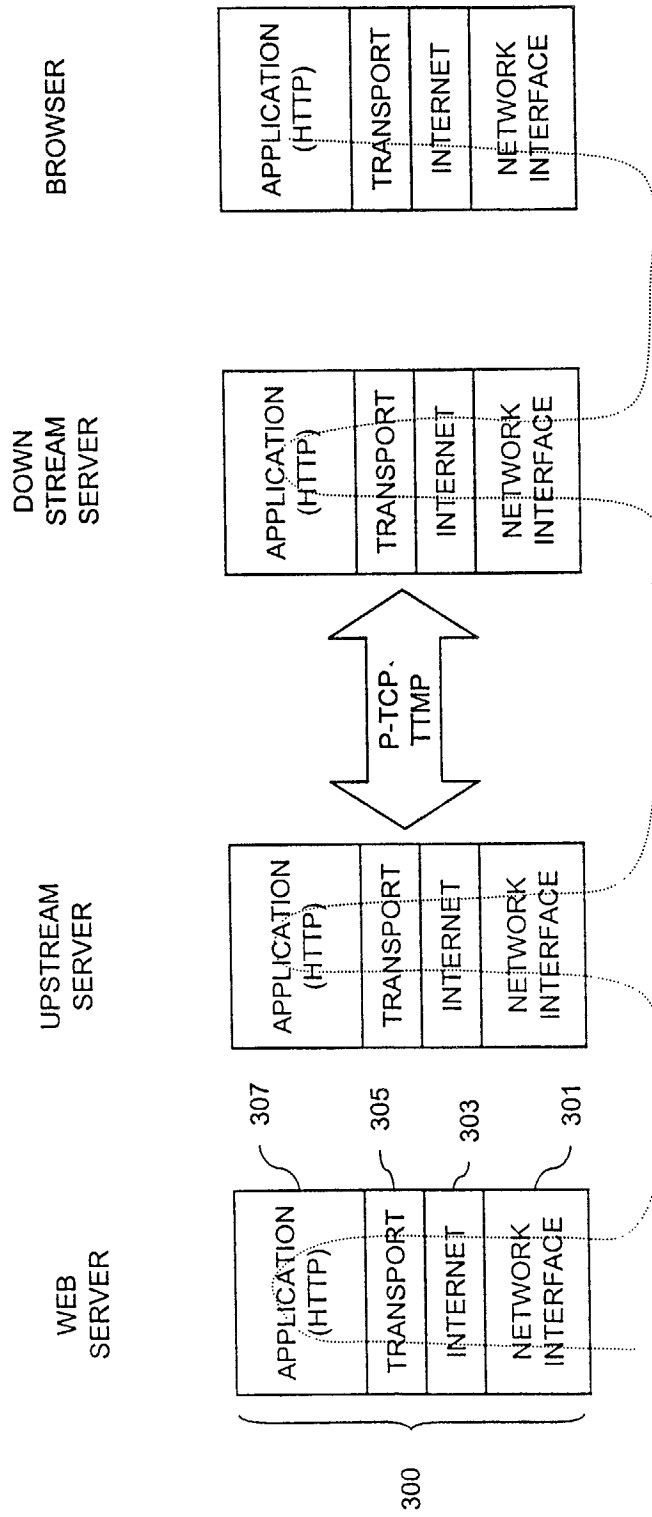 WEB
SERVER
UPSTREAM
SERVER
DOWN
STREAM
SERVER
BROWSER
300
APPLICATION
(HTTP)
TRANSPORT
INTERNET
NETWORK
INTERFACE
307
305
303
301
APPLICATION
(HTTP)
TRANSPORT
INTERNET
NETWORK
INTERFACE
P-TCP、
TTMP
APPLICATION
(HTTP)
TRANSPORT
INTERNET
NETWORK
INTERFACE
APPLICATION
(HTTP)
TRANSPORT
INTERNET
NETWORK
INTERFACE